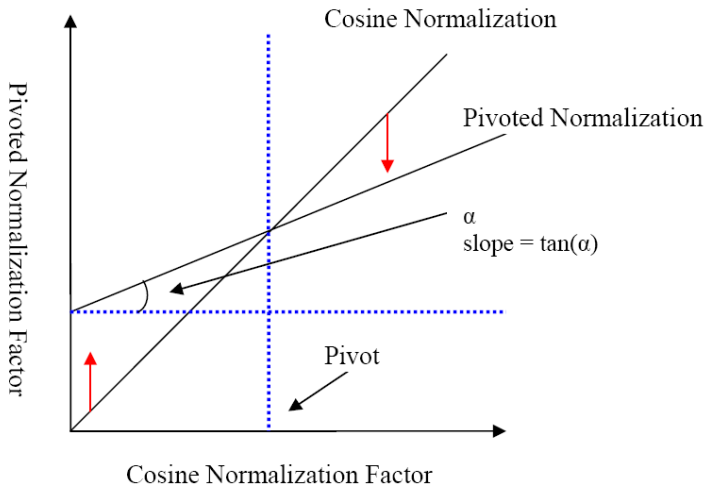 Cosine Normalization
Pivoted Normalization
Pivoted Normalization Factor
α
slope = tan(α)
Pivot
Cosine Normalization Factor